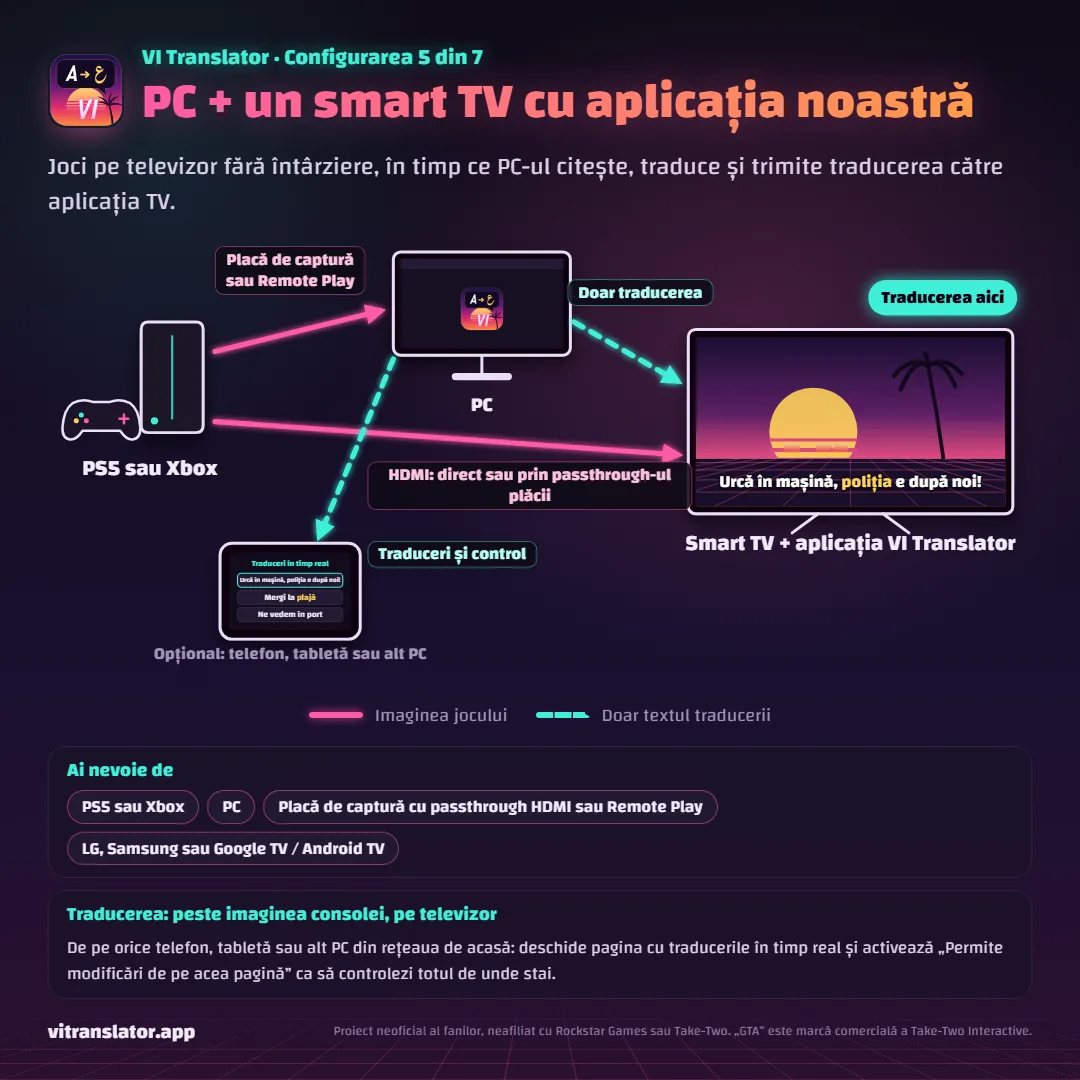 A→ع
VI
VI Translator · Configurarea 5 din 7
PC + un smart TV cu aplicația noastră
Joci pe televizor fără întârziere, în timp ce PC-ul citește, traduce și trimite traducerea către
aplicația TV.
Placă de captură
sau Remote Play
A→ع
VI
Doar traducerea
Traducerea aici
PC
PS5 sau Xbox
HDMI: direct sau prin passthrough-ul
plăcii
Urcă în mașină, poliția e după noi!
Smart TV + aplicația VI Translator
Traduceri și control
Traduceri în timp real
Urcă în mașină, poliția e după noi!
Mergi la plajă
Ne vedem în port
Opțional: telefon, tabletă sau alt PC
Imaginea jocului
Doar textul traducerii
Ai nevoie de
PS5 sau Xbox
PC
Placă de captură cu passthrough HDMI sau Remote Play
LG, Samsung sau Google TV / Android TV
Traducerea: peste imaginea consolei, pe televizor
De pe orice telefon, tabletă sau alt PC din rețeaua de acasă: deschide pagina cu traducerile în timp real și activează „Permite
modificări de pe acea pagină” ca să controlezi totul de unde stai.
vitranslator.app
Proiect neoficial al fanilor, neafiliat cu Rockstar Games sau Take-Two. „GTA” este marcă comercială a Take-Two Interactive.